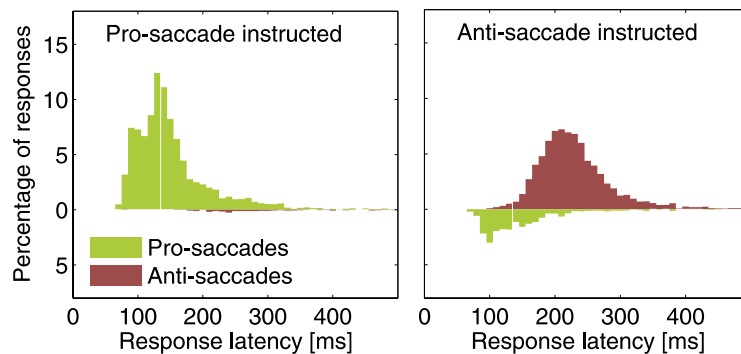 Pro-saccade instructed
Anti-saccade instructed
Percentage of responses
15
10
5
0
5
Pro-saccades
Anti-saccades
0 100 200 300 400
0 100 200 300 400
Response latency [ms]
Response latency [ms]